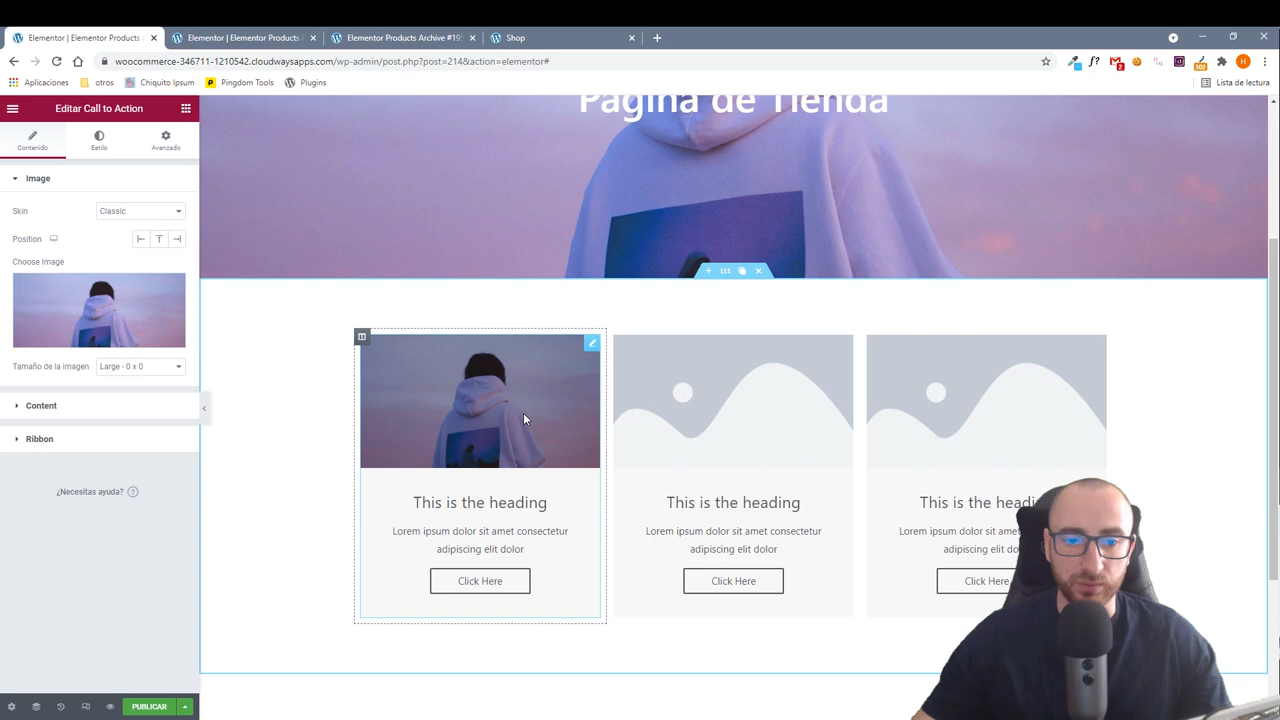 Elementor | Elementor Products A
Elementor | Elementor Products A
Elementor Products Archive #195
Shop
woocommerce-346711-1210542.cloudwaysapps.com/wp-admin/post.php?post=214&action=elementor#
Aplicaciones
otros
Chiquito Ipsum
Pingdom Tools
Plugins
Lista de lectura
Editar Call to Action
Contenido
Estilo
Avanzado
Image
Skin
Classic
Position
Choose Image
Tamaño de la imagen
Large - 0 x 0
Content
Ribbon
¿Necesitas ayuda?
PUBLICAR
Página de Tienda
This is the heading
Lorem ipsum dolor sit amet consectetur
adipiscing elit dolor
Click Here
This is the heading
Lorem ipsum dolor sit amet consectetur
adipiscing elit dolor
Click Here
This is the headi
Lorem ipsum dolor sit amet
adipiscing elit do
Click Here